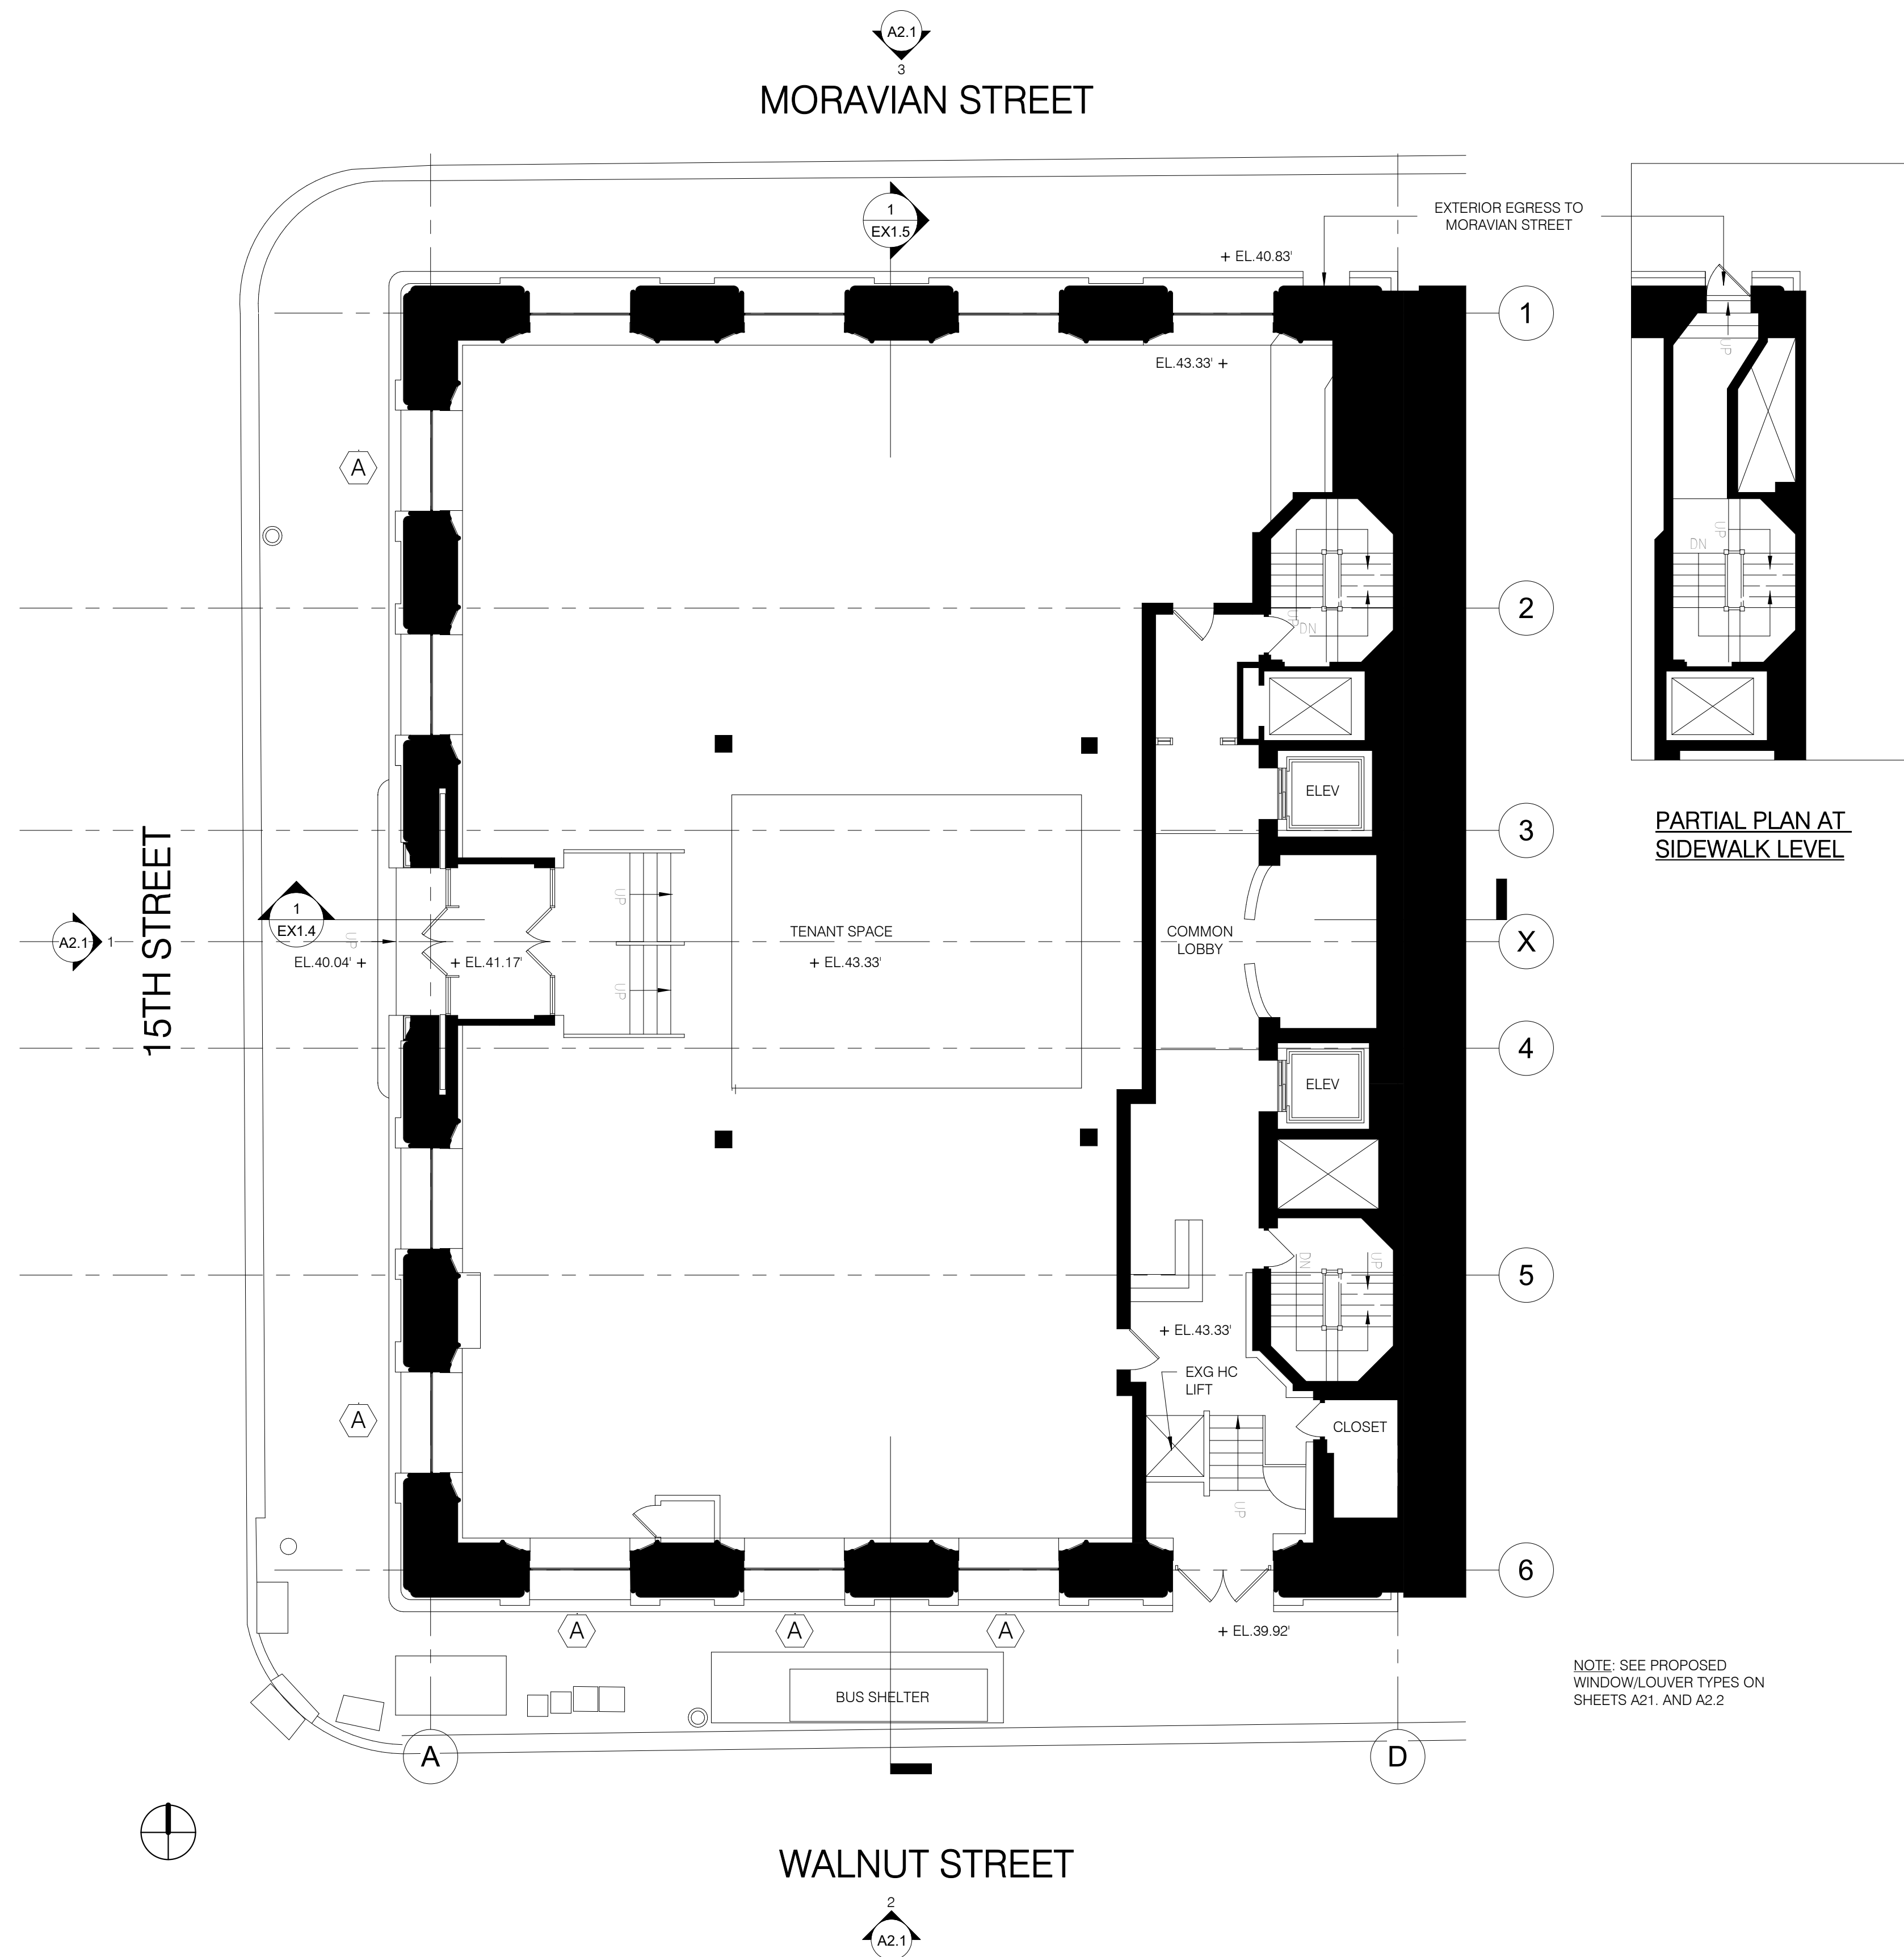 A2.1
3
MORAVIAN STREET
EXTERIOR EGRESS TO
MORAVIAN STREET
1
EX1.5
+ EL.40.83'
1
EL.43.33' +
UP
A
UP
DN
2
UP
DN
ELEV
3
PARTIAL PLAN AT
SIDEWALK LEVEL
15TH STREET
UP
1
EX1.4
A2.1
1
UP
TENANT SPACE
+ EL.43.33'
COMMON
LOBBY
X
EL.40.04' +
+ EL.41.17'
UP
4
ELEV
DN
UP
5
+ EL.43.33'
EXG HC
LIFT
A
CLOSET
UP
6
A
A
A
+ EL.39.92'
NOTE: SEE PROPOSED
WINDOW/LOUVER TYPES ON
SHEETS A21. AND A2.2
BUS SHELTER
A
D
WALNUT STREET
2
A2.1